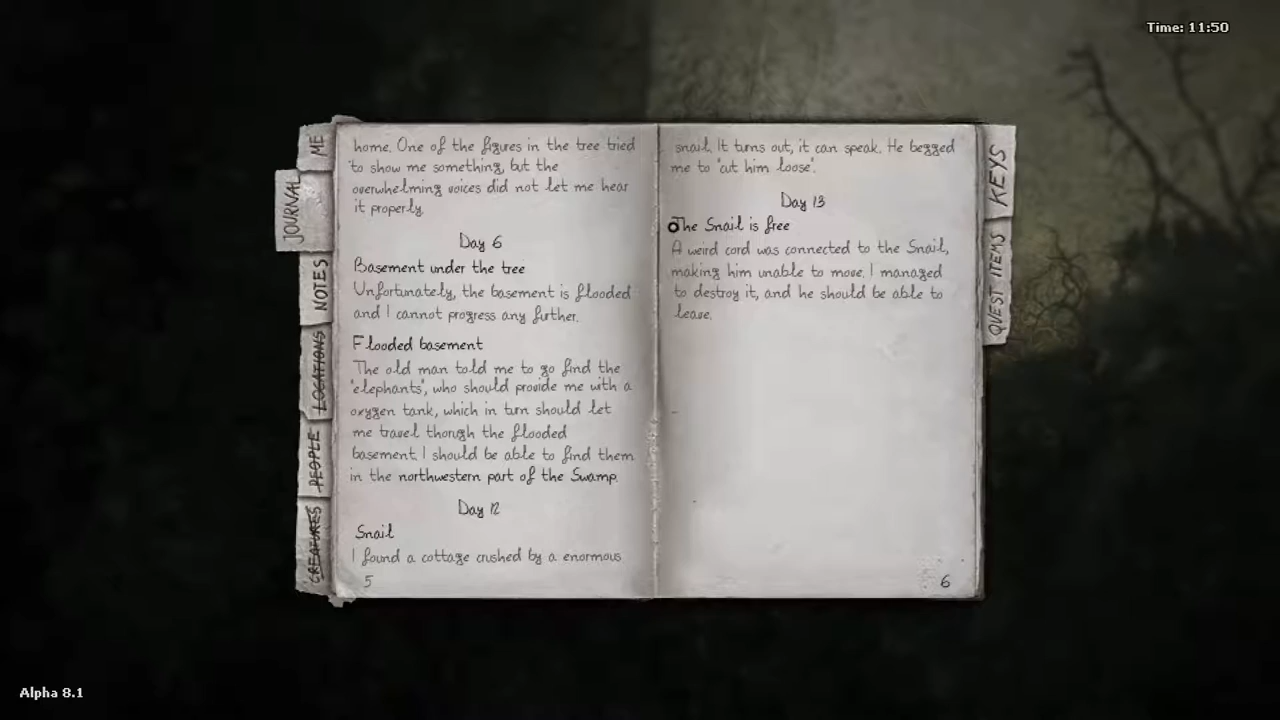 Time: 11:50
ME
JOURNAL
NOTES
LOCATIONS
PEOPLE
CREATURES
home. One of the figures in the tree tried
to show me something, but the
overwhelming voices did not let me hear
it properly.
Day 6
Basement under the tree
Unfortunately, the basement is flooded
and I cannot progress any further.
Flooded basement
The old man told me to go find the
'elephants', who should provide me with a
oxygen tank, which in turn should let
me travel thorugh the flooded
basement. I should be able to find them
in the northwestern part of the Swamp.
Day 12
Snail
I found a cottage crushed by a enormous
5
snail. It turns out, it can speak. He begged
me to 'cut him loose'.
Day 13
The Snail is free
A weird cord was connected to the Snail,
making him unable to move. I managed
to destroy it, and he should be able to
leave.
6
KEYS
QUEST ITEMS
Alpha 8.1